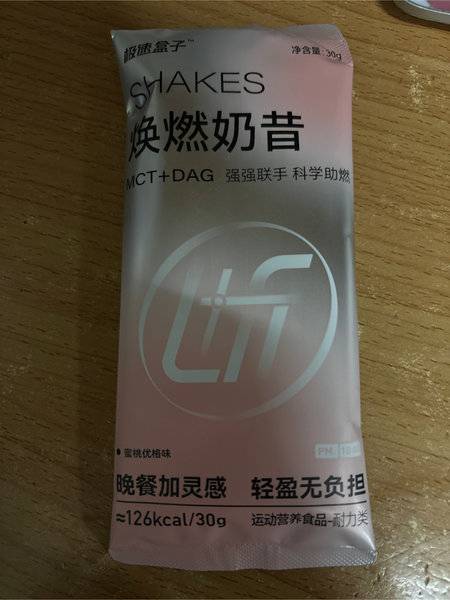 极速盒子™
净含量: 30g
SHAKES
焕燃奶昔
MCT+DAG 强强联手 科学助燃
• 蜜桃优格味
PM
晚餐加灵感 轻盈无负担
≈126kcal/30g 运动营养食品-耐力类